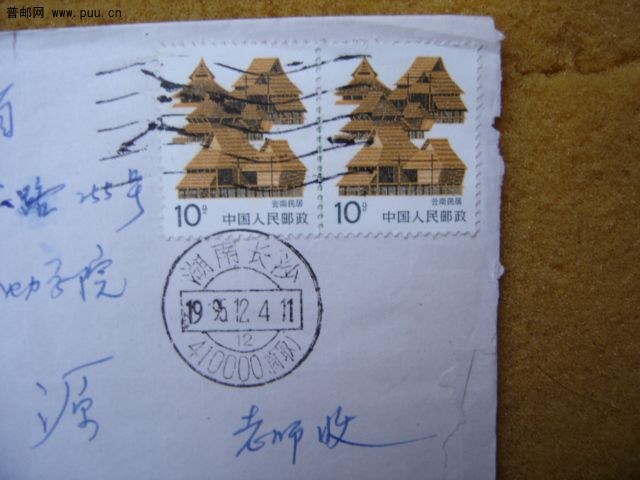 普邮网 www.puu.cn
10分 云南民居 中国人民邮政
10分 云南民居 中国人民邮政
路 255号
学院
湖南长沙
1995.12.4.11
12
410000
源
老师收